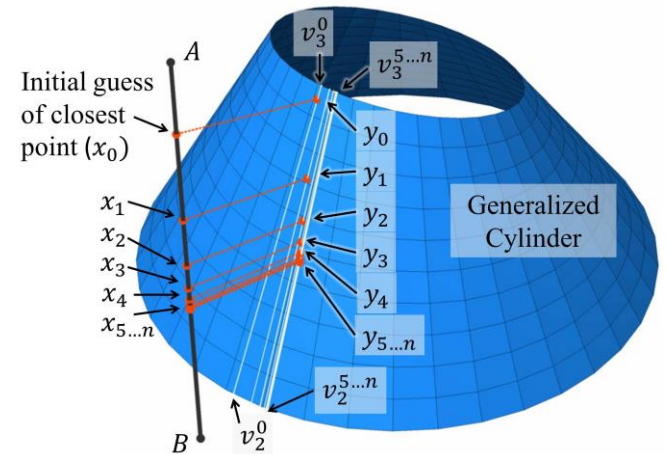 $v_3^0$
$A$
$v_3^{5…n}$
Initial guess
of closest
point ($x_0$)
$y_0$
$y_1$
$x_1$
$y_2$
Generalized
Cylinder
$x_2$
$y_3$
$x_3$
$y_4$
$x_4$
$x_{5…n}$
$y_{5…n}$
$v_2^{5…n}$
$B$
$v_2^0$